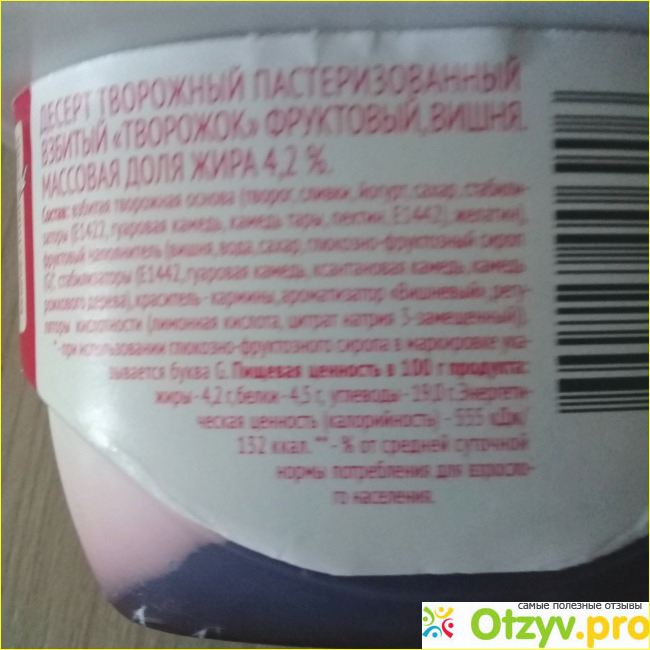 ДЕСЕРТ ТВОРОЖНЫЙ ПАСТЕРИЗОВАННЫЙ
ВЗБИТЫЙ «ТВОРОЖОК» ФРУКТОВЫЙ, ВИШНЯ.
МАССОВАЯ ДОЛЯ ЖИРА 4,2 %.
Состав: взбитая творожная основа (творог, сливки, йогурт, сахар, стабили-
заторы (Е1422, гуаровая камедь, камедь тары, пектин, Е1442), желатин),
фруктовый наполнитель (вишня, вода, сахар, глюкозно-фруктозный сироп
(G)*, стабилизаторы (Е1442, гуаровая камедь, ксантановая камедь, камедь
рожкового дерева), краситель - кармины, ароматизатор «Вишневый», регу-
ляторы кислотности (лимонная кислота, цитрат натрия 3-замещенный)).
*-при использовании глюкозно-фруктозного сиропа в маркировке ука-
зывается буква G. Пищевая ценность в 100 г продукта:
жиры - 4,2 г, белки - 4,5 г, углеводы - 19,0 г. Энергети-
ческая ценность (калорийность) - 555 кДж/
132 ккал. ** - % от средней суточной
нормы потребления для взросло-
го населения.
самые полезные отзывы
Otzyv.pro